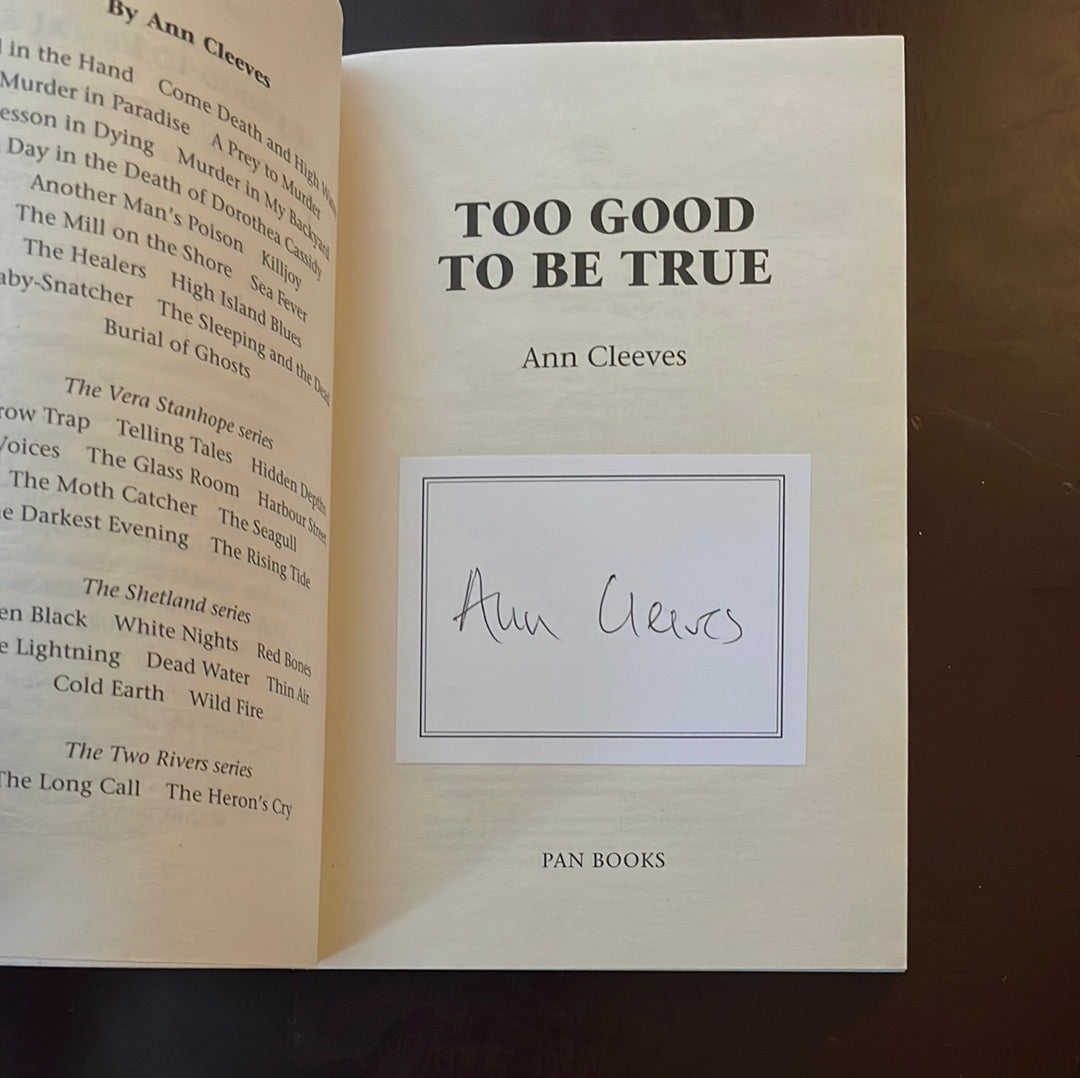 By Ann Cleeves
in the Hand Come Death and High
Murder in Paradise A Prey to Murder
esson in Dying Murder in My Backyard
Day in the Death of Dorothea Cassidy
Another Man's Poison Killjoy
The Mill on the Shore Sea Fever
The Healers High Island Blues
aby-Snatcher The Sleeping and the Dead
Burial of Ghosts
The Vera Stanhope series
row Trap Telling Tales Hidden Depths
Voices The Glass Room Harbour Street
The Moth Catcher The Seagull
e Darkest Evening The Rising Tide
The Shetland series
en Black White Nights Red Bones
e Lightning Dead Water Thin Air
Cold Earth Wild Fire
The Two Rivers series
The Long Call The Heron's Cry
TOO GOOD
TO BE TRUE
Ann Cleeves
Ann Cleeves
PAN BOOKS